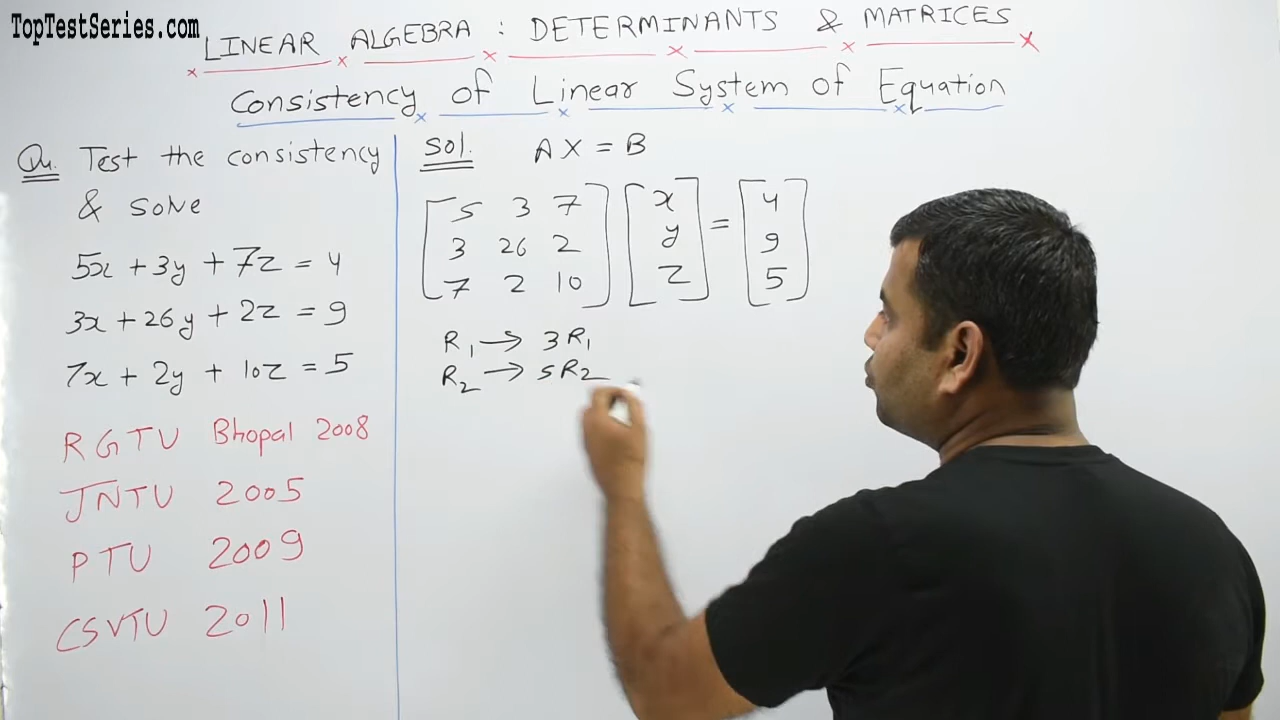 TopTestSeries.com
LINEAR ALGEBRA : DETERMINANTS & MATRICES
Consistency of Linear System of Equation
Qu. Test the consistency
& solve
5x + 3y + 7z = 4
3x + 26y + 2z = 9
7x + 2y + 10z = 5
RGTU Bhopal 2008
JNTU 2005
PTU 2009
CSVTU 2011
Sol. AX = B
5 3 7 x = 4
3 26 2 y 9
7 2 10 z 5
R1 → 3R1
R2 → 5R2